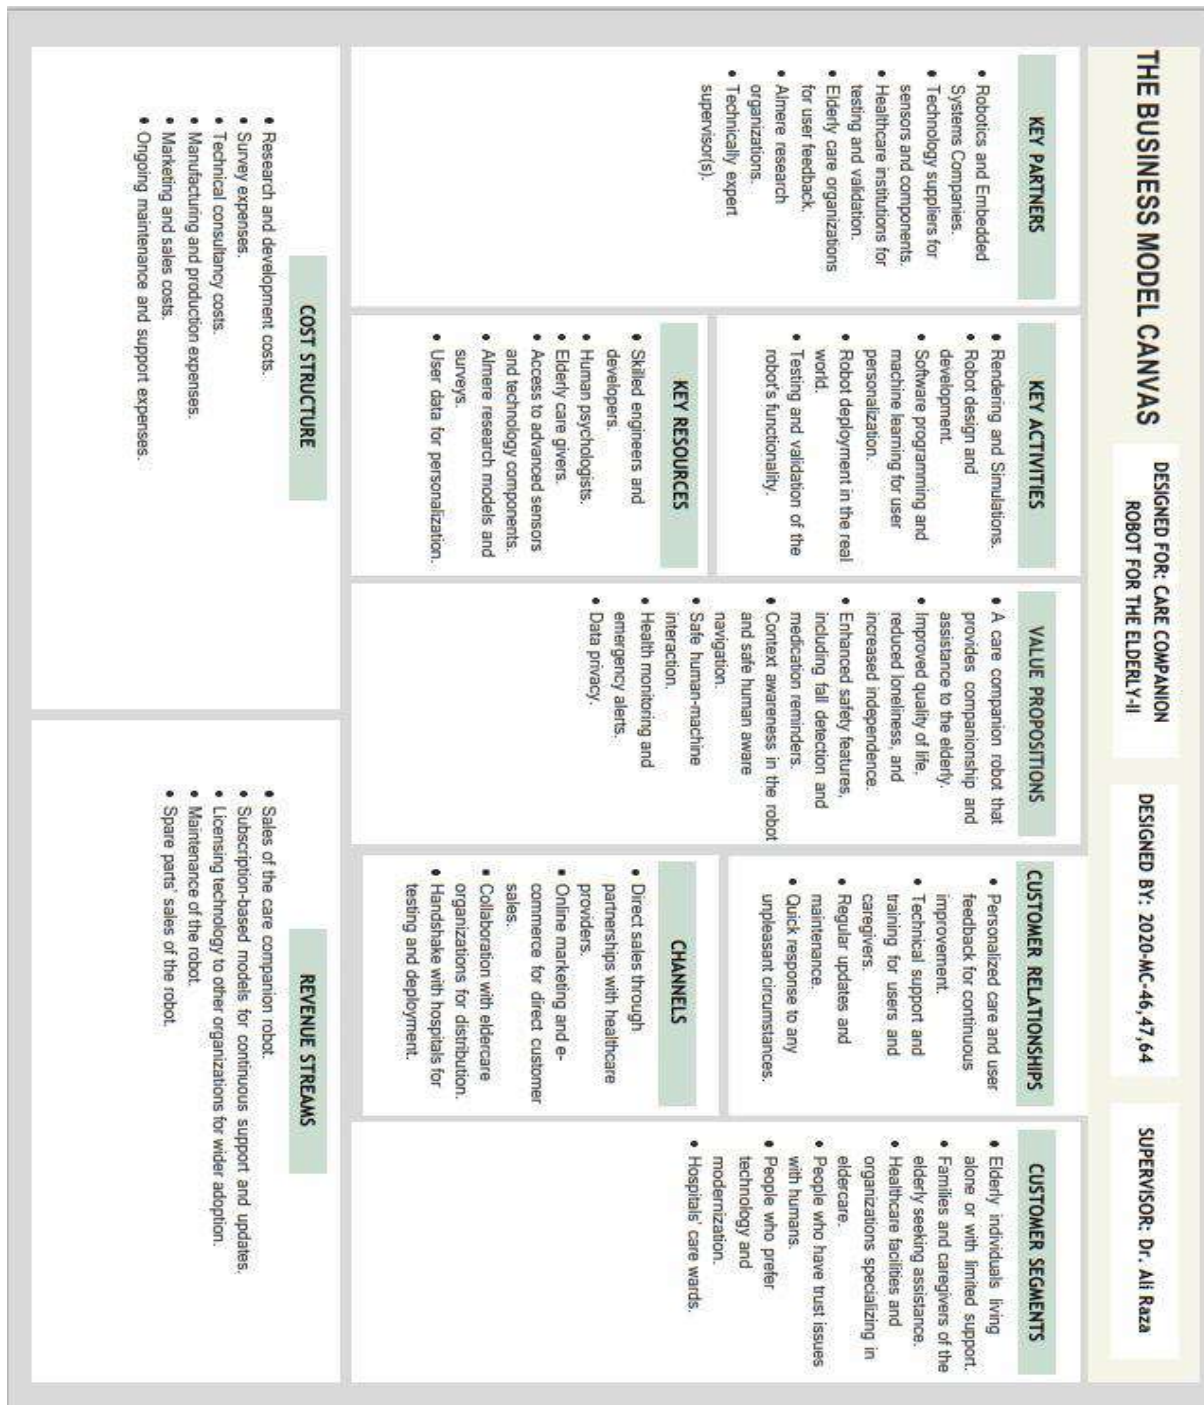 THE BUSINESS MODEL CANVAS
DESIGNED FOR: CARE COMPANION
ROBOT FOR THE ELDERLY-II
DESIGNED BY: 2020-MC-46,47,64
SUPERVISOR: Dr. Ali Raza
KEY PARTNERS
• Robotics and Embedded
Systems Companies.
• Technology suppliers for
sensors and components.
• Healthcare institutions for
testing and validation.
• Elderly care organizations
for user feedback.
• Almere research
organizations.
• Technically expert
supervisor(s).
KEY ACTIVITIES
• Rendering and Simulations.
• Robot design and
development.
• Software programming and
machine learning for user
personalization.
• Robot deployment in the real
world.
• Testing and validation of the
robot's functionality.
KEY RESOURCES
• Skilled engineers and
developers.
• Human psychologists.
• Elderly care givers.
• Access to advanced sensors
and technology components.
• Almere research models and
surveys.
• User data for personalization.
VALUE PROPOSITIONS
• A care companion robot that
provides companionship and
assistance to the elderly.
• Improved quality of life,
reduced loneliness, and
increased independence.
• Enhanced safety features,
including fall detection and
medication reminders.
• Context awareness in the robot
and safe human aware
navigation.
• Safe human-machine
interaction.
• Health monitoring and
emergency alerts.
• Data privacy.
CUSTOMER RELATIONSHIPS
• Personalized care and user
feedback for continuous
improvement.
• Technical support and
training for users and
caregivers.
• Regular updates and
maintenance.
• Quick response to any
unpleasant circumstances.
CHANNELS
• Direct sales through
partnerships with healthcare
providers.
• Online marketing and e-
commerce for direct customer
sales.
• Collaboration with eldercare
organizations for distribution.
• Handshake with hospitals for
testing and deployment.
CUSTOMER SEGMENTS
• Elderly individuals living
alone or with limited support.
• Families and caregivers of the
elderly seeking assistance.
• Healthcare facilities and
organizations specializing in
eldercare.
• People who have trust issues
with humans.
• People who prefer
technology and
modernization.
• Hospitals' care wards.
COST STRUCTURE
• Research and development costs.
• Survey expenses.
• Technical consultancy costs.
• Manufacturing and production expenses.
• Marketing and sales costs.
• Ongoing maintenance and support expenses.
REVENUE STREAMS
• Sales of the care companion robot.
• Subscription-based models for continuous support and updates.
• Licensing technology to other organizations for wider adoption.
• Maintenance of the robot.
• Spare parts' sales of the robot.